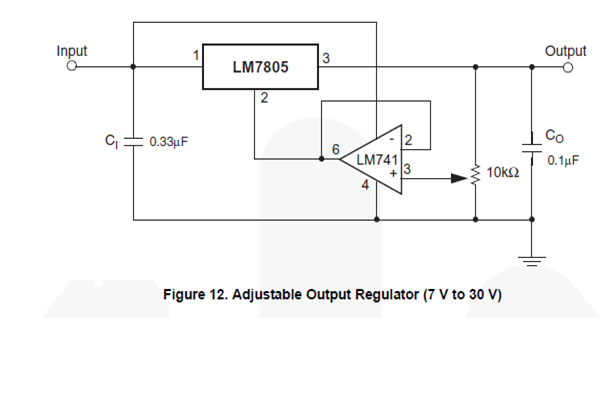 Input
1
LM7805
3
Output
2
CI
0.33µF
6
-
2
LM741
+
3
4
10kΩ
CO
0.1µF
Figure 12. Adjustable Output Regulator (7 V to 30 V)